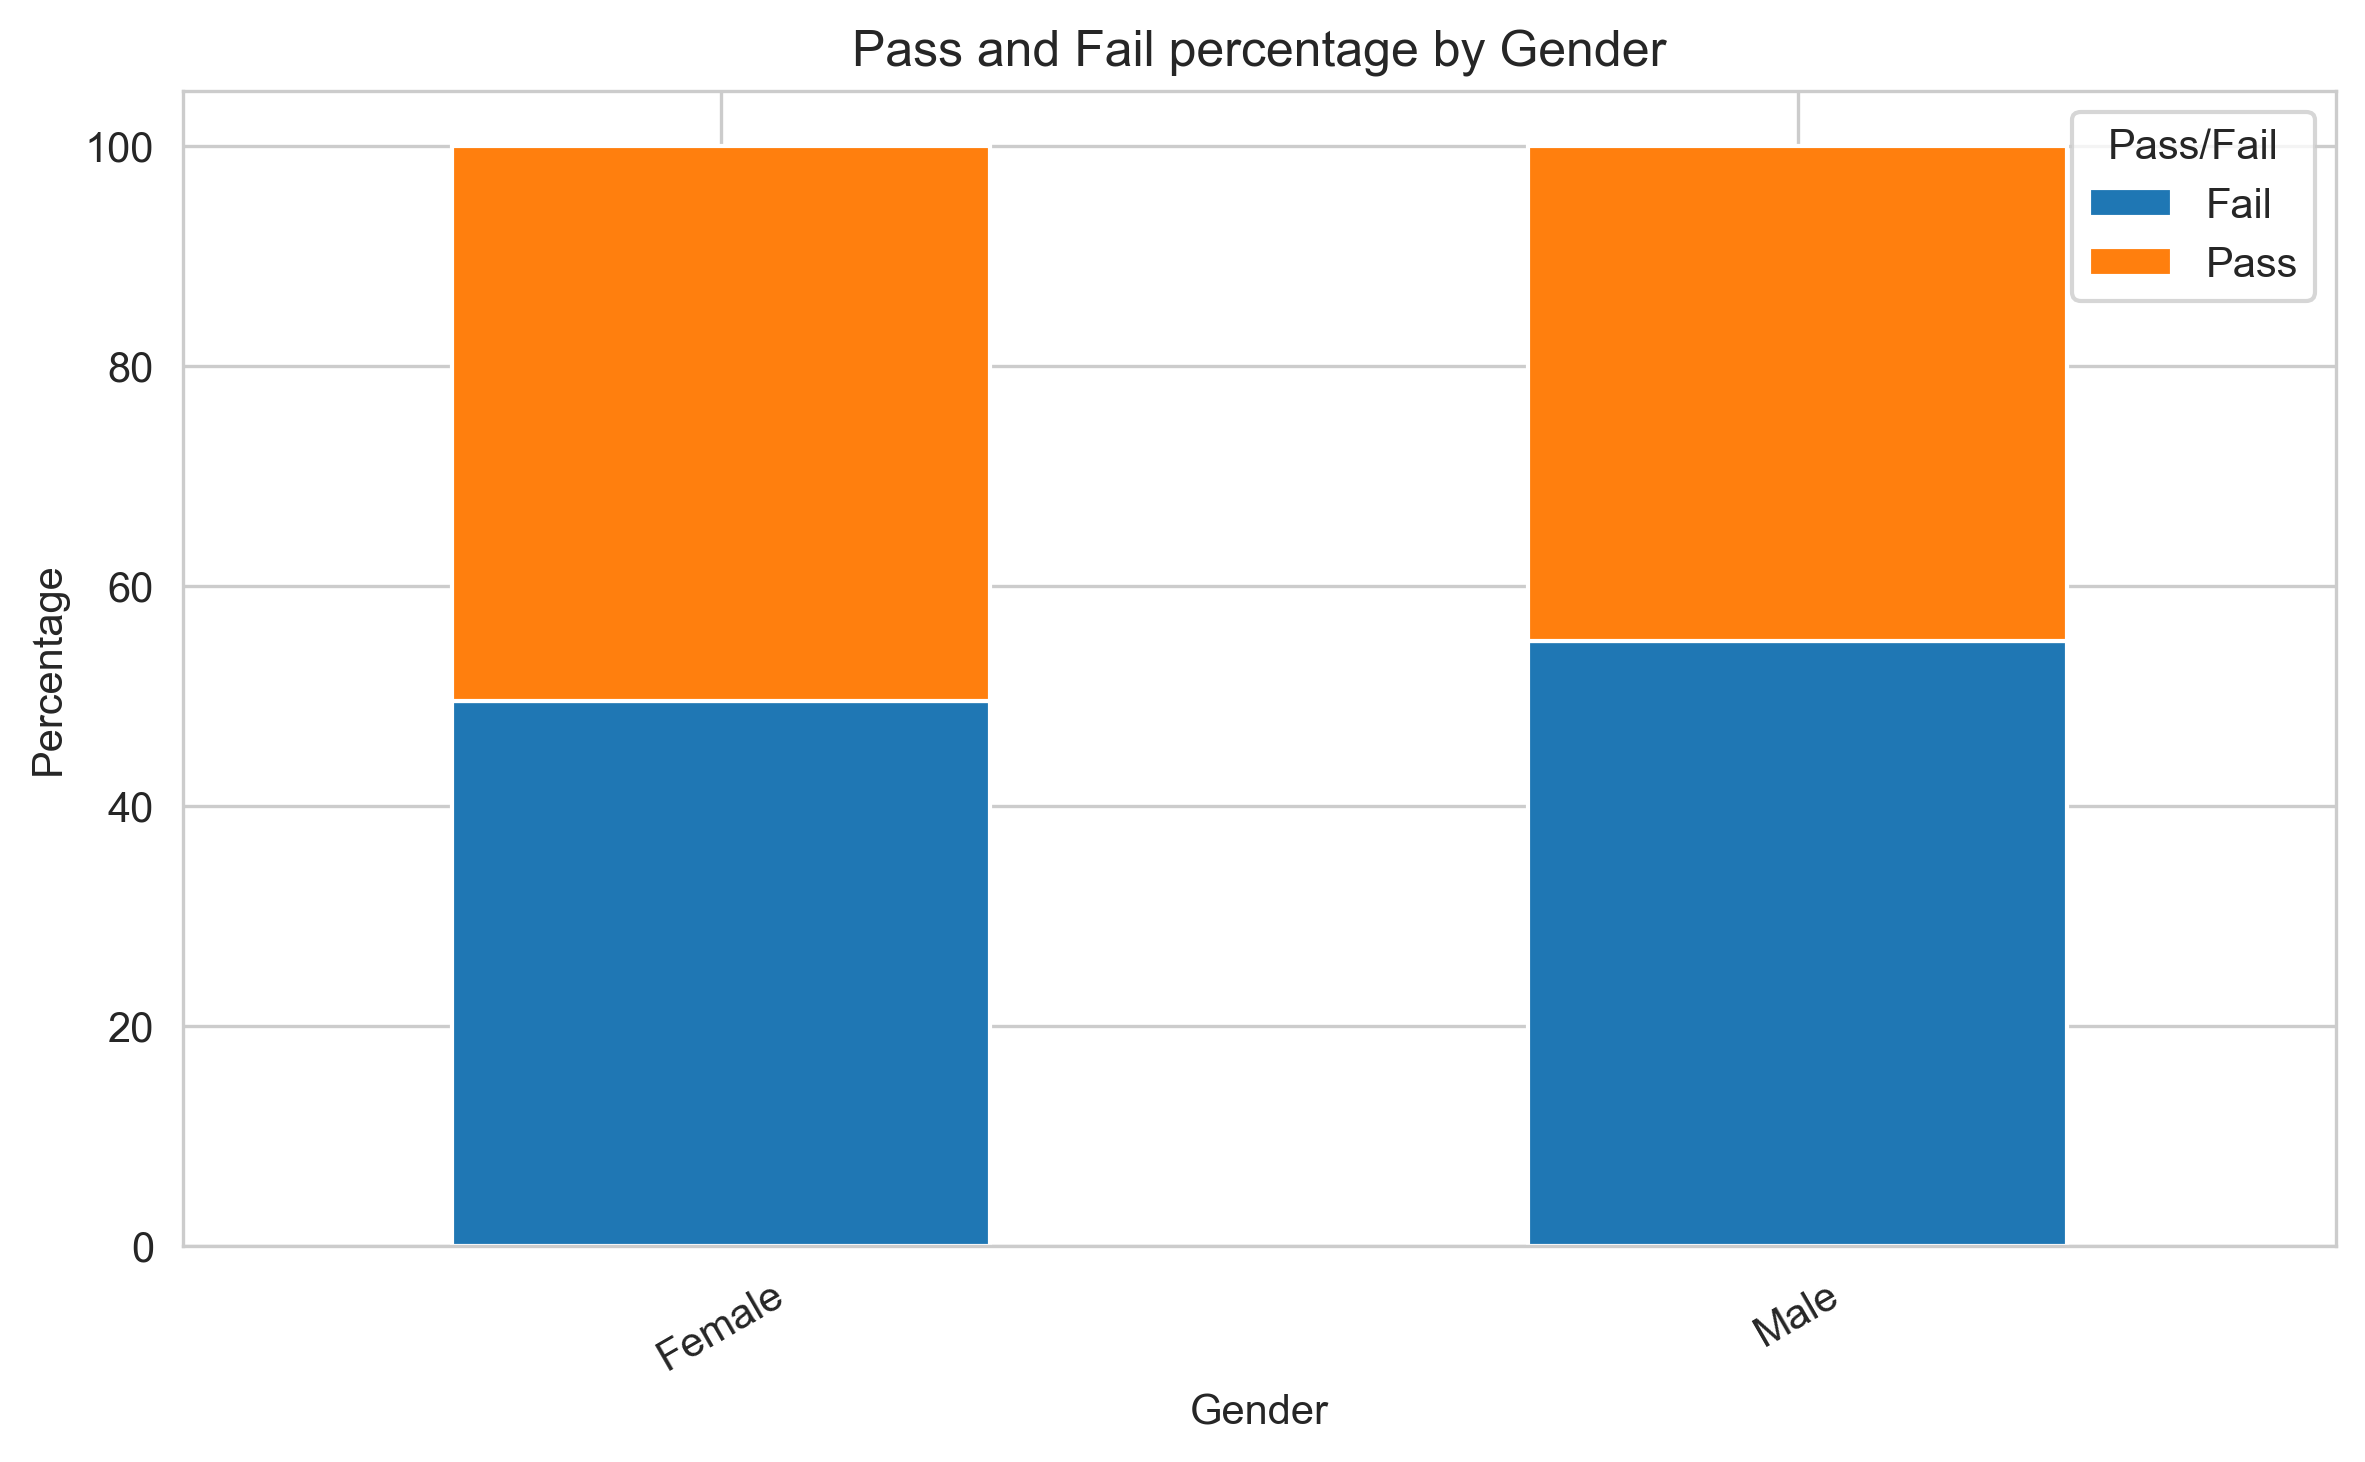 Pass and Fail percentage by Gender
Pass/Fail
Fail
Pass
Percentage
100
80
60
40
20
0
Female
Male
Gender